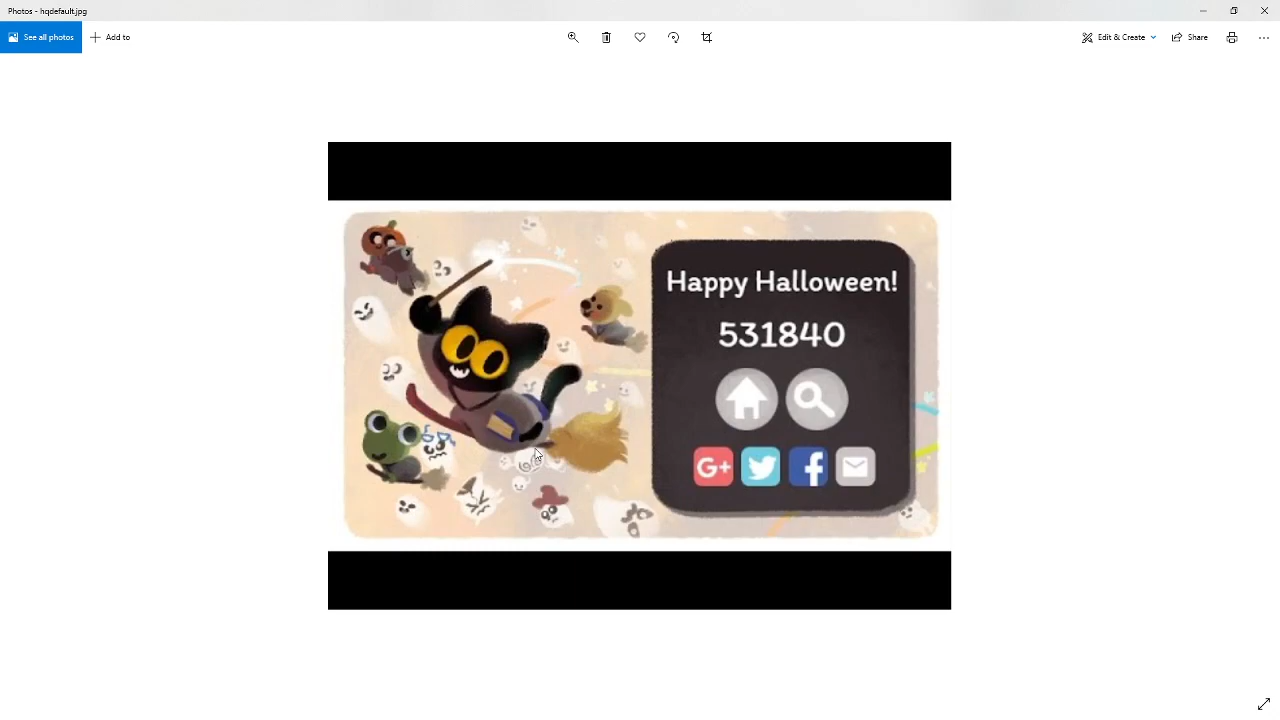 Photos - hqdefault.jpg
See all photos
Add to
Edit & Create
Share
Happy Halloween!
531840
G+
f